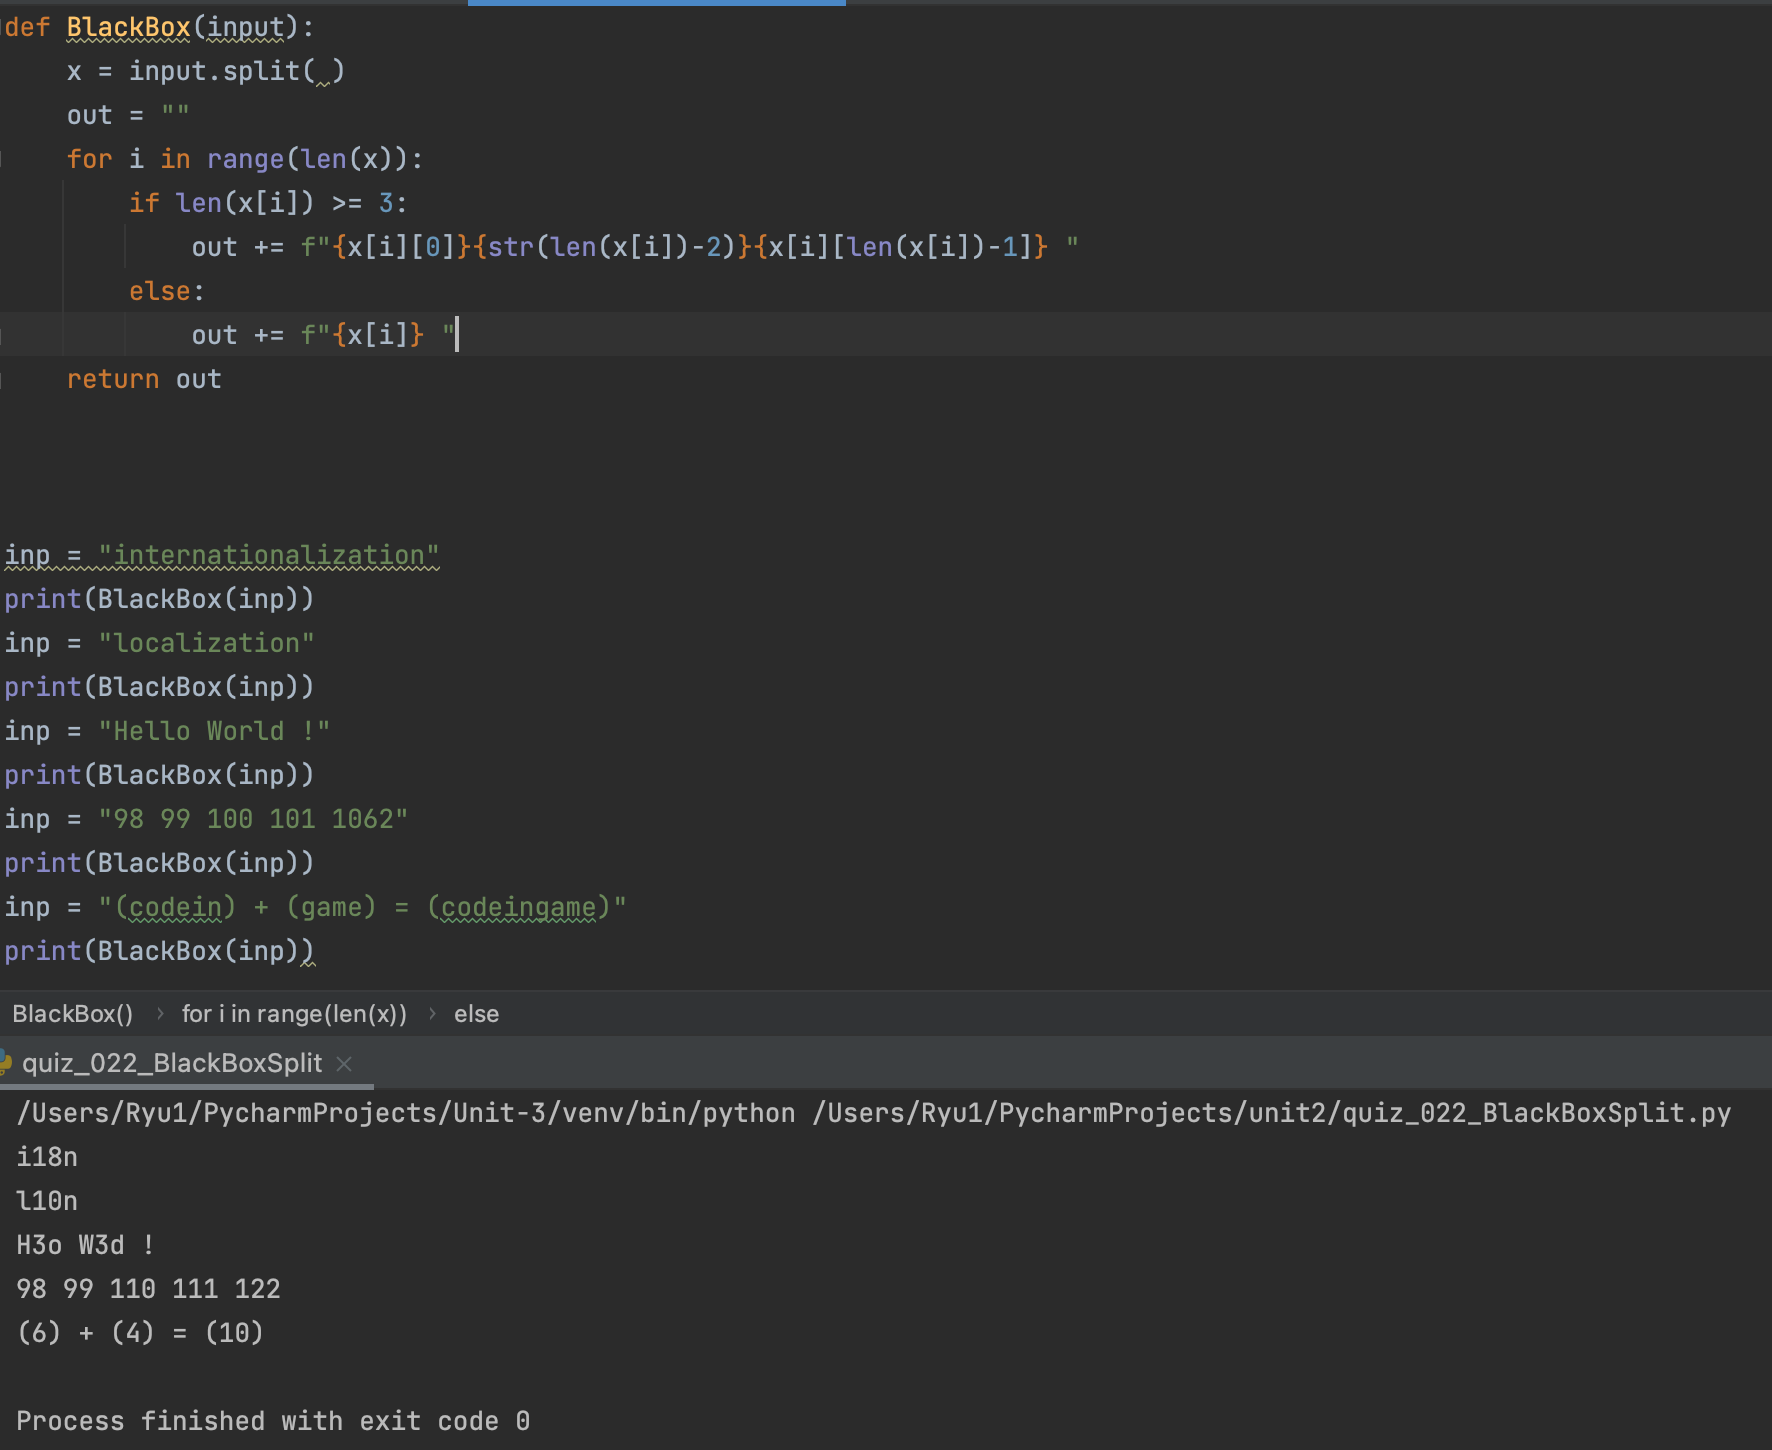 def BlackBox(input):
    x = input.split( )
    out = ""
    for i in range(len(x)):
        if len(x[i]) >= 3:
            out += f"{x[i][0]}{str(len(x[i])-2)}{x[i][len(x[i])-1]} "
        else:
            out += f"{x[i]} "
    return out
inp = "internationalization"
print(BlackBox(inp))
inp = "localization"
print(BlackBox(inp))
inp = "Hello World !"
print(BlackBox(inp))
inp = "98 99 100 101 1062"
print(BlackBox(inp))
inp = "(codein) + (game) = (codeingame)"
print(BlackBox(inp))
BlackBox() › for i in range(len(x)) › else
quiz_022_BlackBoxSplit ×
/Users/Ryu1/PycharmProjects/Unit-3/venv/bin/python /Users/Ryu1/PycharmProjects/unit2/quiz_022_BlackBoxSplit.py
i18n
l10n
H3o W3d !
98 99 110 111 122
(6) + (4) = (10)
Process finished with exit code 0